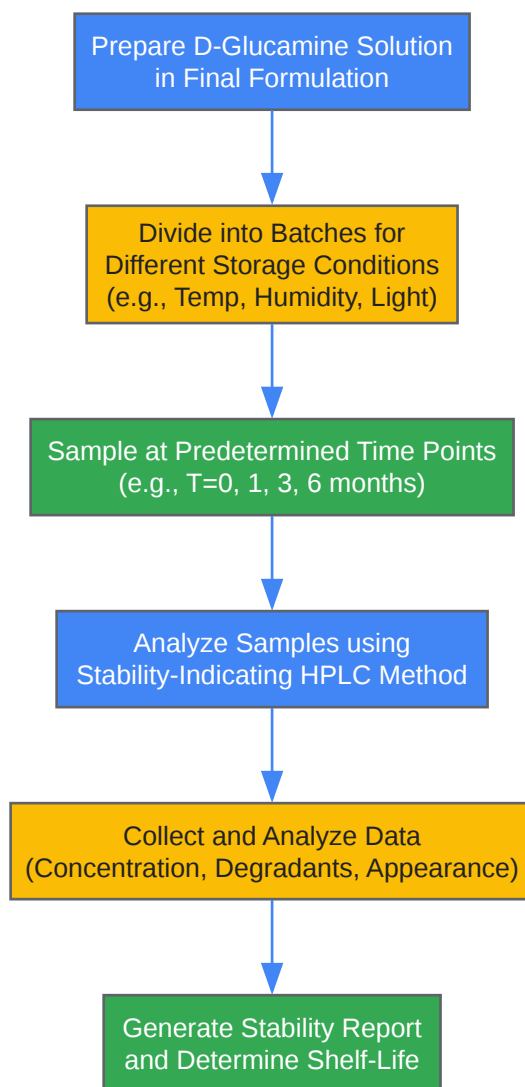 Prepare D-Glucamine Solution
in Final Formulation
Divide into Batches for
Different Storage Conditions
(e.g., Temp, Humidity, Light)
Sample at Predetermined Time Points
(e.g., T=0, 1, 3, 6 months)
Analyze Samples using
Stability-Indicating HPLC Method
Collect and Analyze Data
(Concentration, Degradants, Appearance)
Generate Stability Report
and Determine Shelf-Life